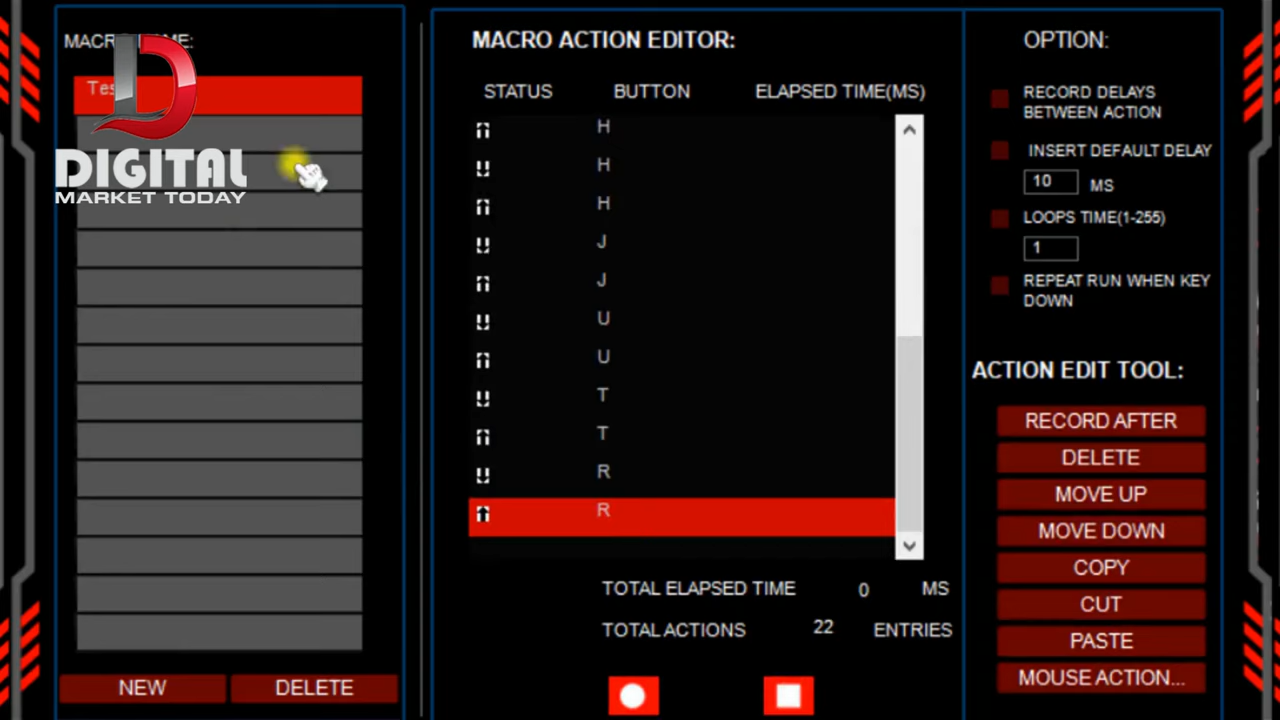 DIGITAL
MARKET TODAY
NEW
DELETE
MACRO ACTION EDITOR:
STATUS BUTTON ELAPSED TIME(MS)
H
H
H
J
J
U
U
T
T
R
R
TOTAL ELAPSED TIME 0 MS
TOTAL ACTIONS 22 ENTRIES
OPTION:
RECORD DELAYS
BETWEEN ACTION
INSERT DEFAULT DELAY
10 MS
LOOPS TIME(1-255)
1
REPEAT RUN WHEN KEY
DOWN
ACTION EDIT TOOL:
RECORD AFTER
DELETE
MOVE UP
MOVE DOWN
COPY
CUT
PASTE
MOUSE ACTION...